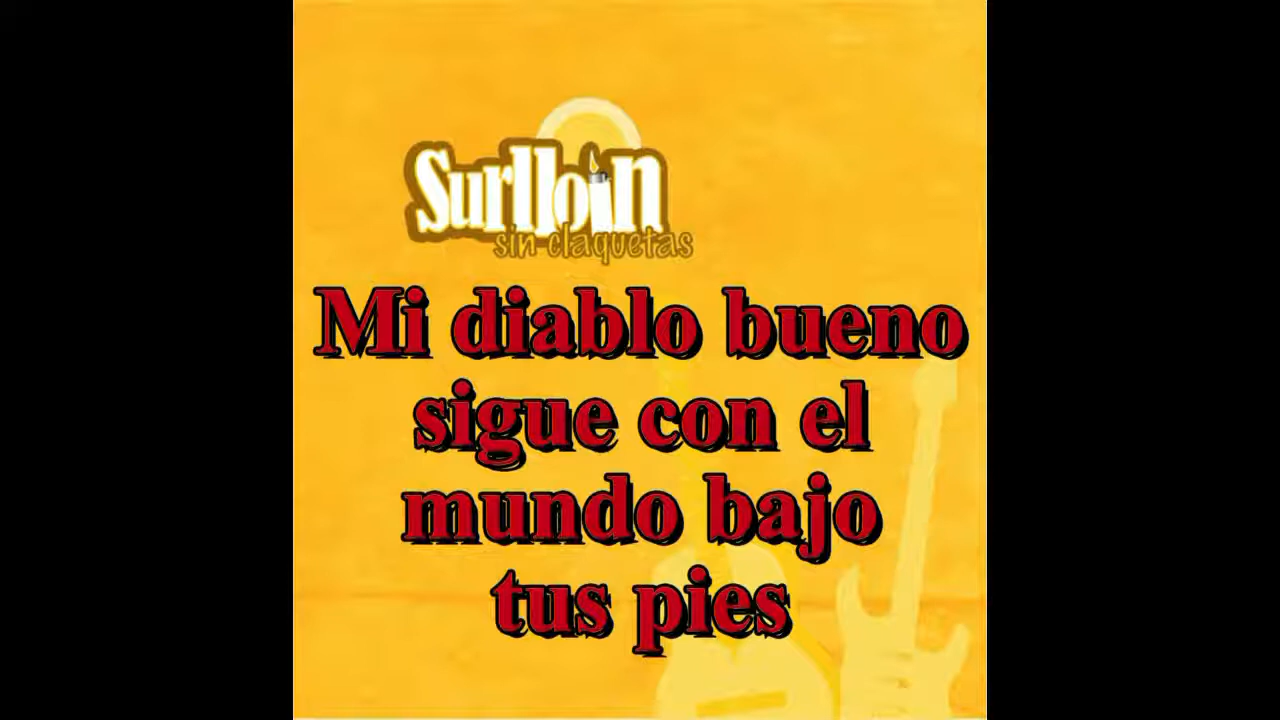 Surlloin
sin claquetas
Mi diablo bueno
sigue con el
mundo bajo
tus pies